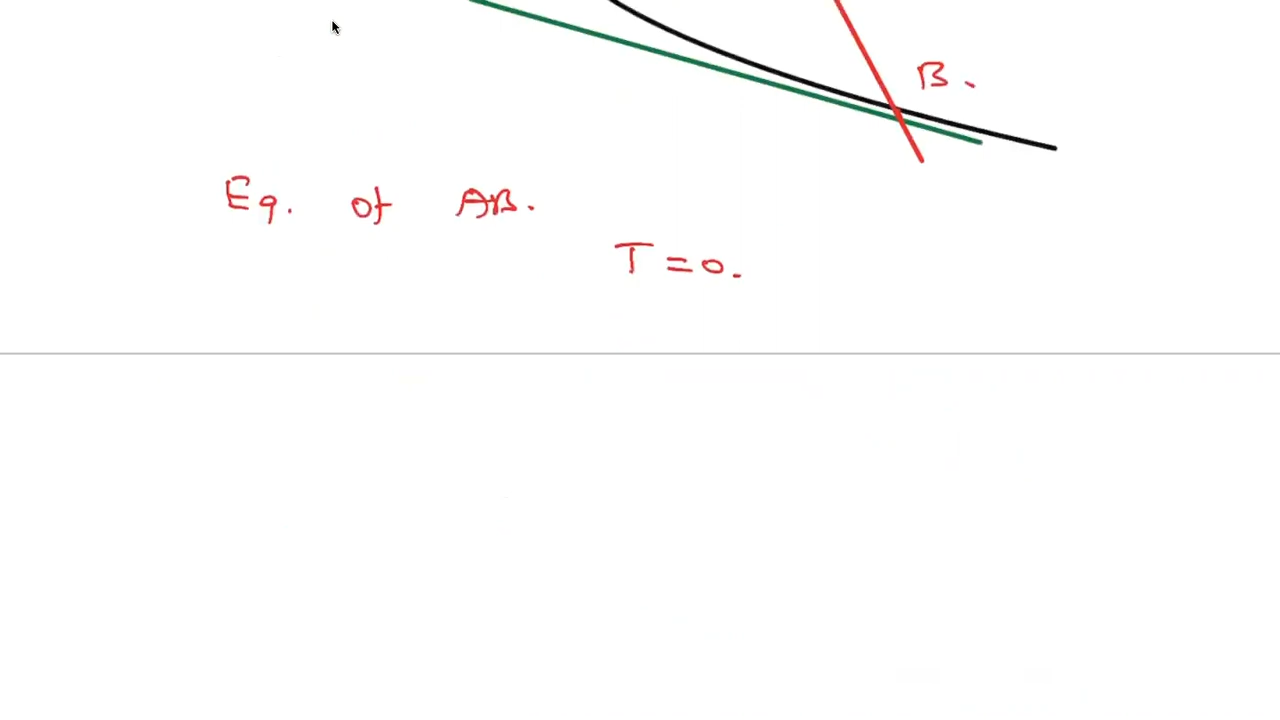 B.
Eq. of AB.
T = 0.